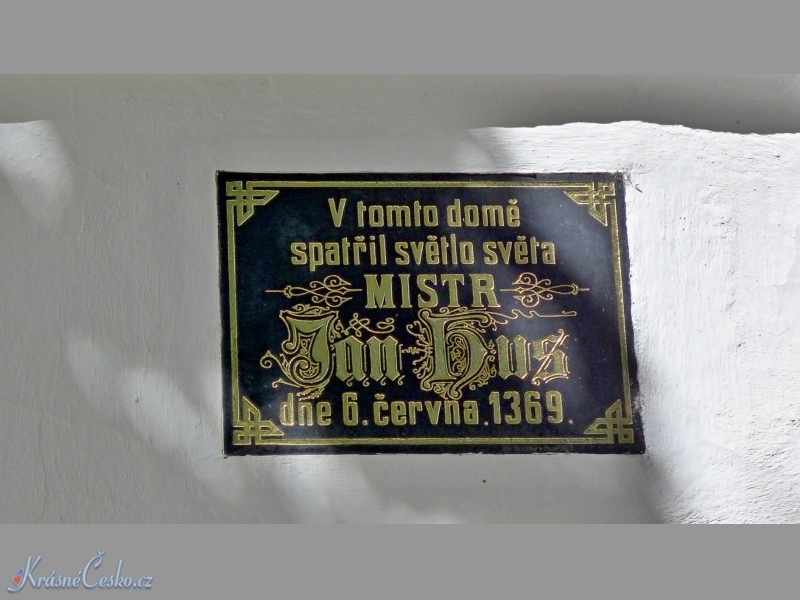 V tomto domě
spatřil světlo světa
MISTR
Jan Hus
dne 6. června. 1369.
KrásnéČesko.cz